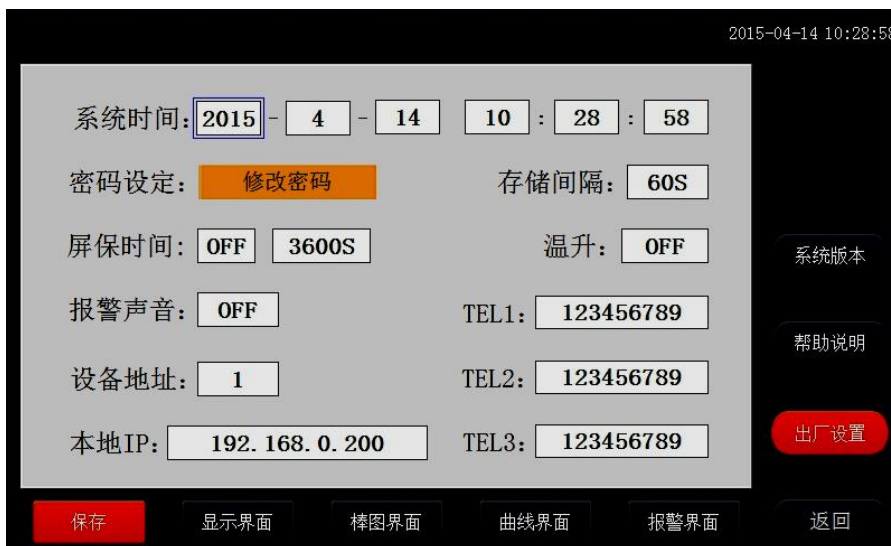 2015-04-14 10:28:58
系统时间: 2015 - 4 - 14 10 : 28 : 58
密码设定: 修改密码 存储间隔: 60S
屏保时间: OFF 3600S 温升: OFF
系统版本
报警声音: OFF TEL1: 123456789
帮助说明
设备地址: 1 TEL2: 123456789
出厂设置
本地IP: 192.168.0.200 TEL3: 123456789
保存 显示界面 棒图界面 曲线界面 报警界面 返回